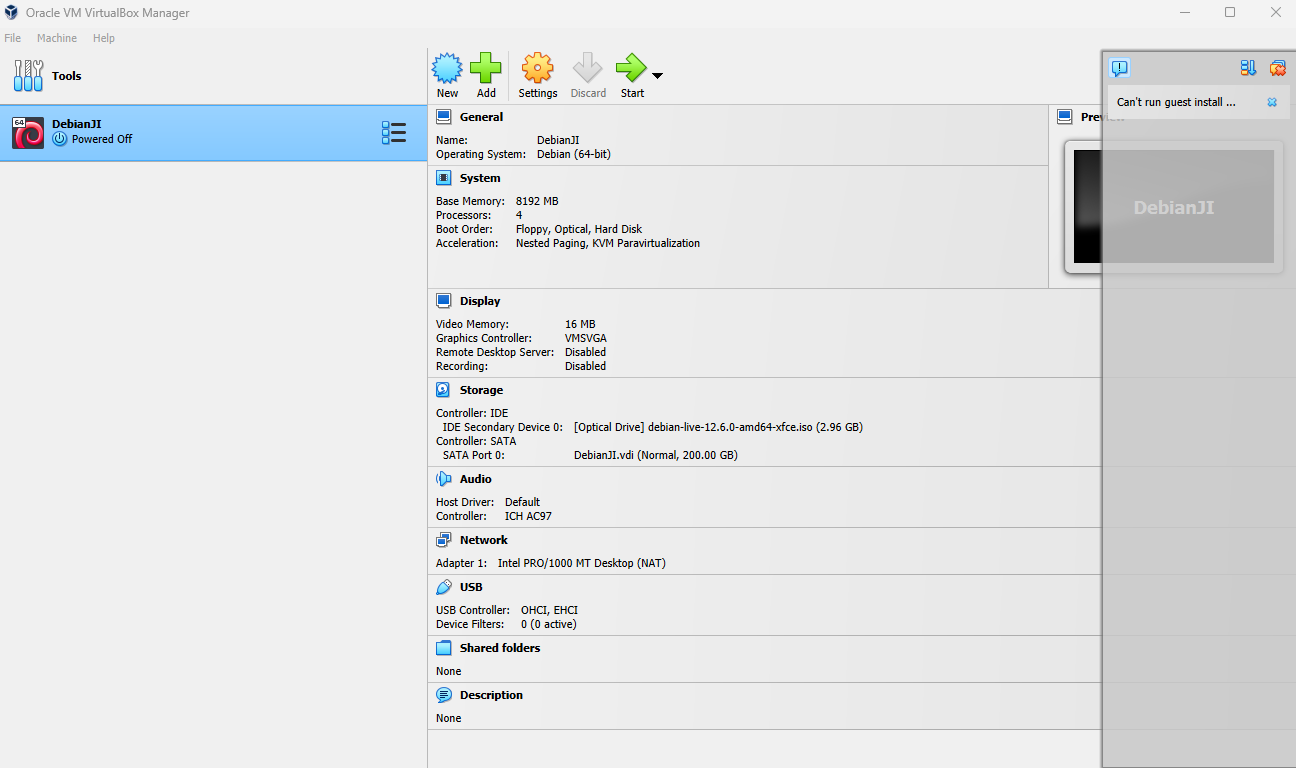 Oracle VM VirtualBox Manager
File Machine Help
Tools
64
DebianJI
Powered Off
New Add Settings Discard Start
General
Name: DebianJI
Operating System: Debian (64-bit)
System
Base Memory: 8192 MB
Processors: 4
Boot Order: Floppy, Optical, Hard Disk
Acceleration: Nested Paging, KVM Paravirtualization
Display
Video Memory: 16 MB
Graphics Controller: VMSVGA
Remote Desktop Server: Disabled
Recording: Disabled
Storage
Controller: IDE
IDE Secondary Device 0: [Optical Drive] debian-live-12.6.0-amd64-xfce.iso (2.96 GB)
Controller: SATA
SATA Port 0: DebianJI.vdi (Normal, 200.00 GB)
Audio
Host Driver: Default
Controller: ICH AC97
Network
Adapter 1: Intel PRO/1000 MT Desktop (NAT)
USB
USB Controller: OHCI, EHCI
Device Filters: 0 (0 active)
Shared folders
None
Description
None
Can't run guest install ...
Preview
DebianJI